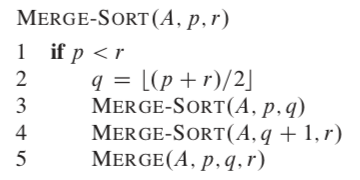 MERGE-SORT(A, p, r)
1 if p < r
2 q = ⌊(p + r)/2⌋
3 MERGE-SORT(A, p, q)
4 MERGE-SORT(A, q + 1, r)
5 MERGE(A, p, q, r)